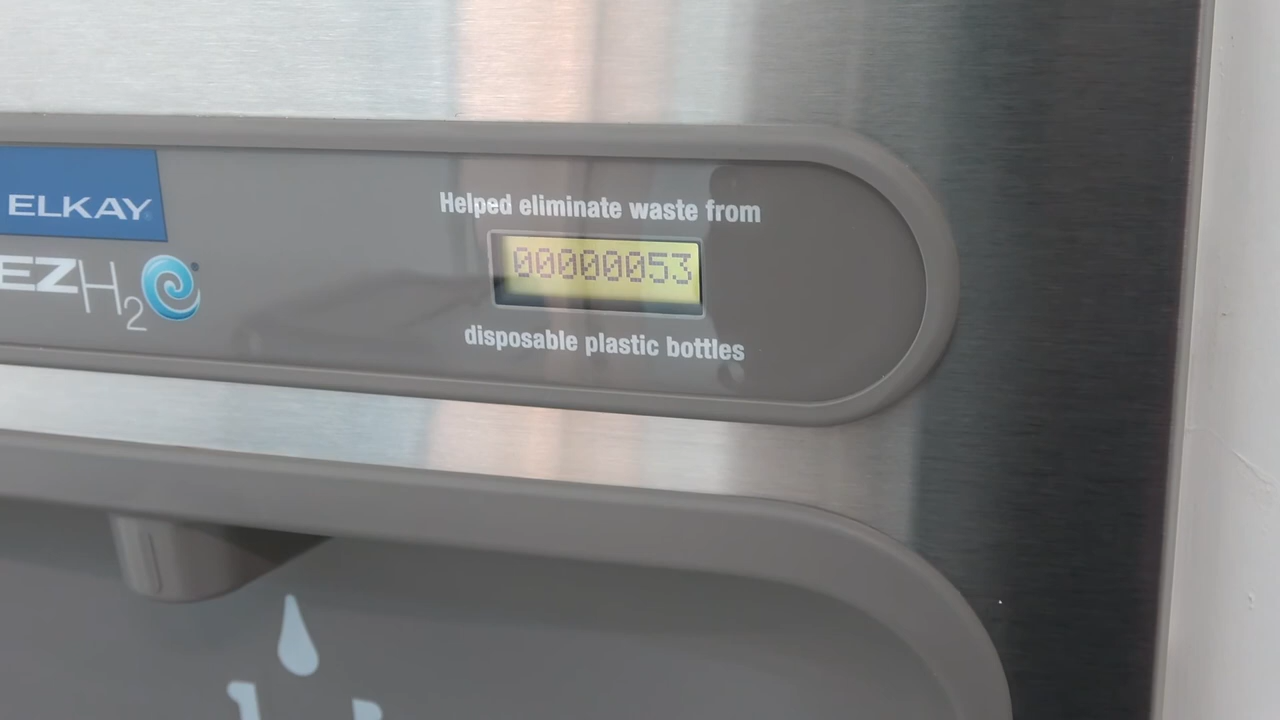 ELKAY
EZH2O
Helped eliminate waste from
00000053
disposable plastic bottles